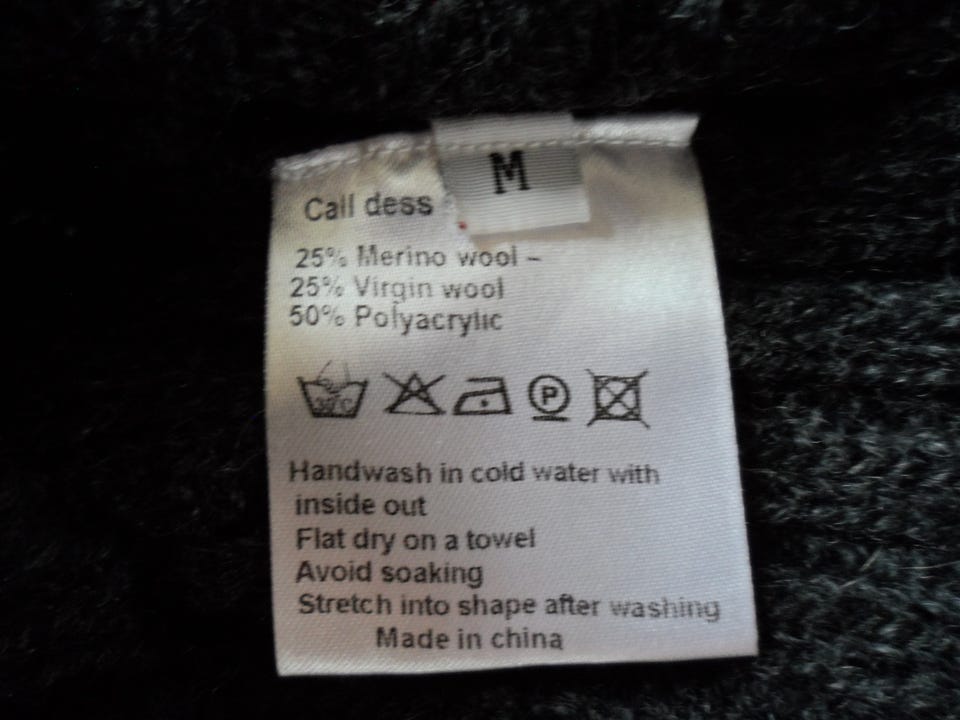 M
Call dess
25% Merino wool -
25% Virgin wool
50% Polyacrylic
30°C
P
Handwash in cold water with
inside out
Flat dry on a towel
Avoid soaking
Stretch into shape after washing
Made in china